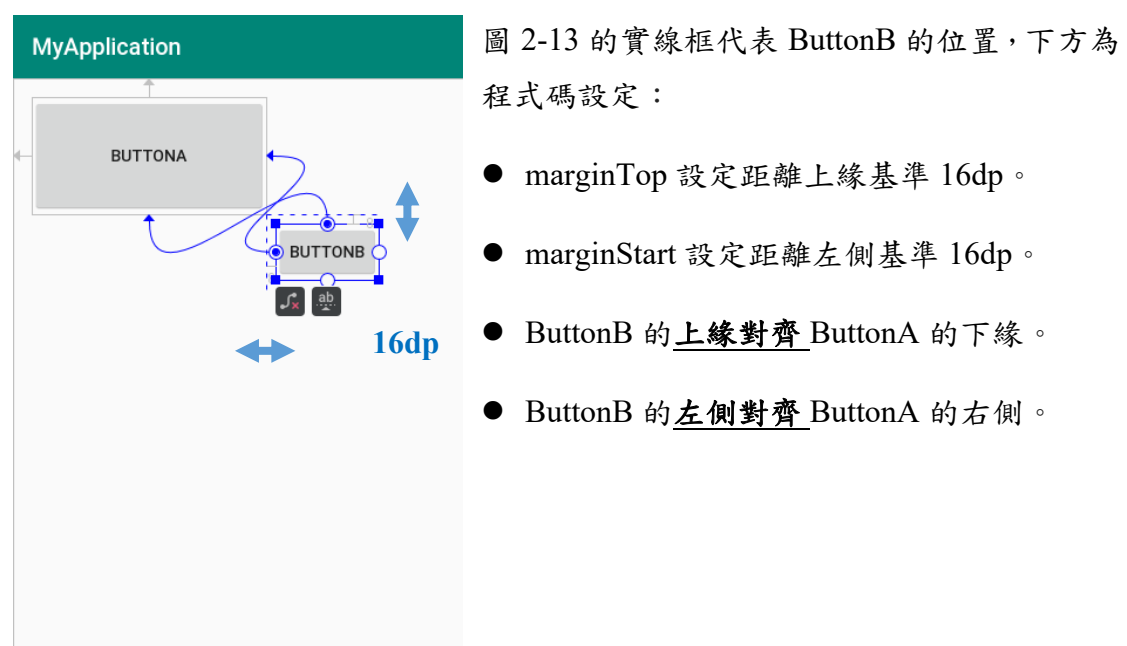 MyApplication
BUTTONA
BUTTONB
ab
16dp
圖 2-13 的實線框代表 ButtonB 的位置，下方為
程式碼設定：
● marginTop 設定距離上緣基準 16dp。
● marginStart 設定距離左側基準 16dp。
● ButtonB 的上緣對齊 ButtonA 的下緣。
● ButtonB 的左側對齊 ButtonA 的右側。